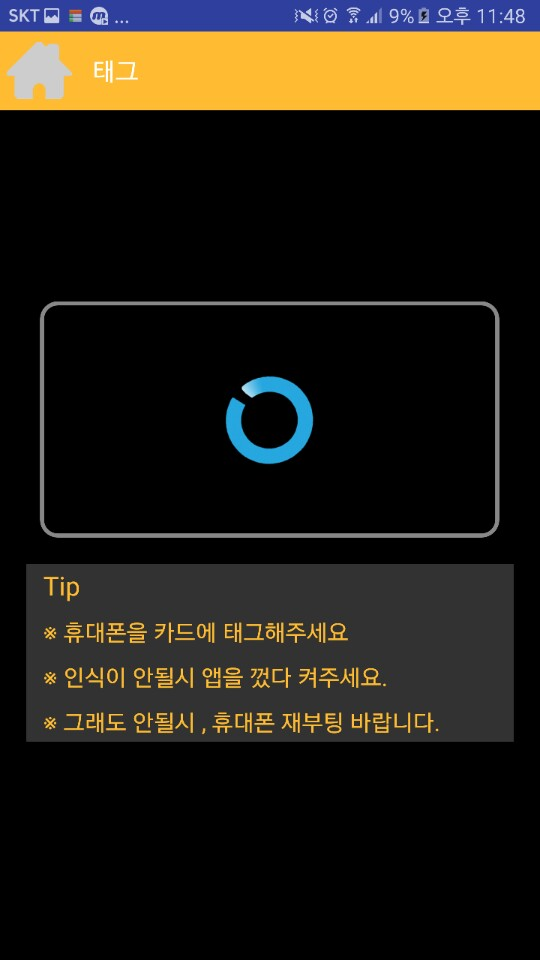 SKT ... 9% 오후 11:48
태그
Tip
※ 휴대폰을 카드에 태그해주세요
※ 인식이 안될시 앱을 껐다 켜주세요.
※ 그래도 안될시 , 휴대폰 재부팅 바랍니다.